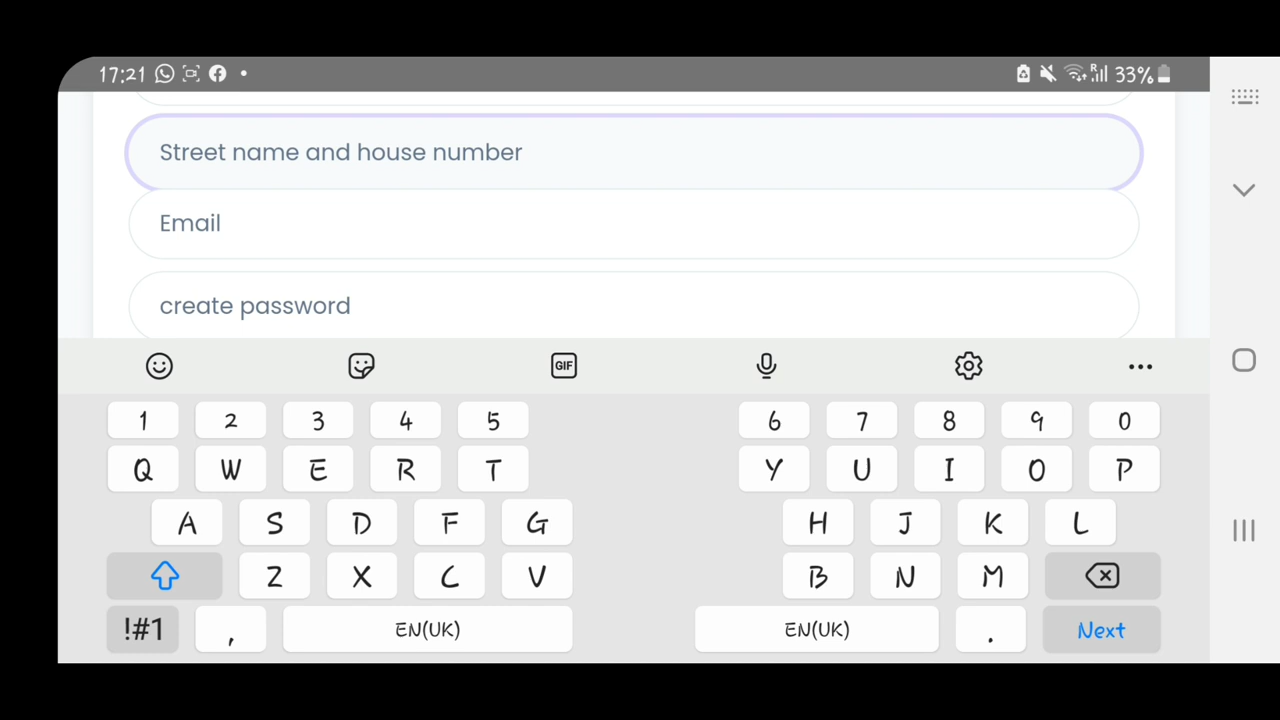 17:21 R 33%
Street name and house number
Email
create password
GIF
1 2 3 4 5 6 7 8 9 0
Q W E R T Y U I O P
A S D F G H J K L
Z X C V B N M
!#1 , EN(UK) EN(UK) . Next